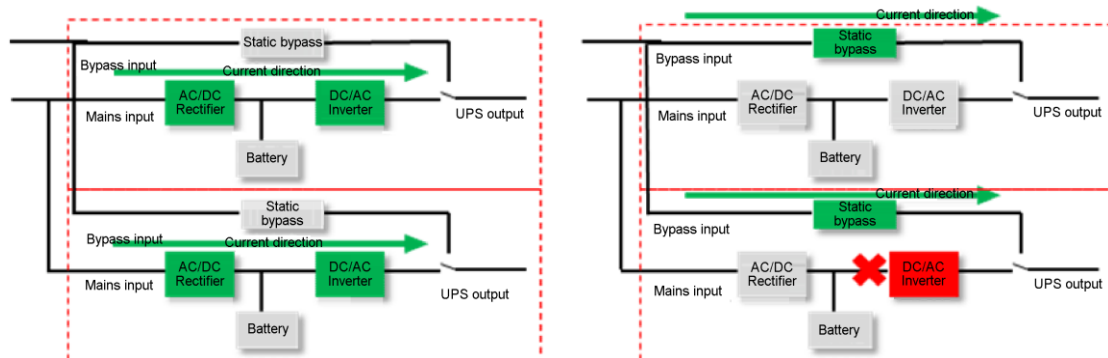 Static bypass
Bypass input
Current direction
AC/DC
Rectifier
DC/AC
Inverter
Mains input
UPS output
Battery
Static
bypass
Bypass input
Current direction
AC/DC
Rectifier
DC/AC
Inverter
Mains input
UPS output
Battery
Current direction
Static
bypass
Bypass input
AC/DC
Rectifier
DC/AC
Inverter
Mains input
UPS output
Battery
Current direction
Static
bypass
Bypass input
AC/DC
Rectifier
DC/AC
Inverter
Mains input
UPS output
Battery